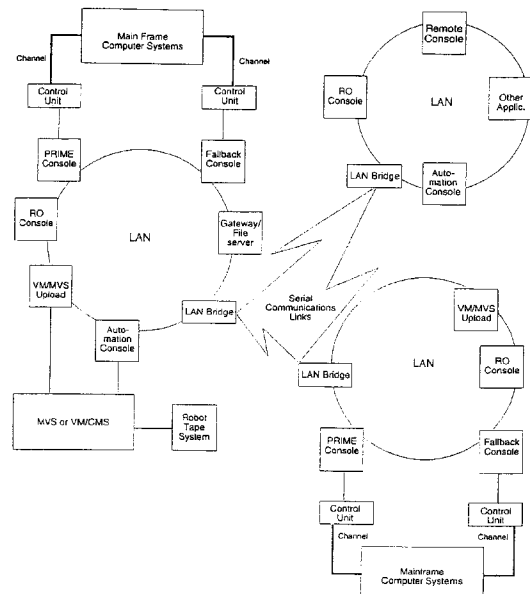 Main Frame
Computer Systems
Channel
Channel
Control
Unit
Control
Unit
PRIME
Console
Fallback
Console
RO
Console
LAN
Gateway/
File
server
VM/MVS
Upload
LAN Bridge
Auto-
mation
Console
MVS or VM/CMS
Robot
Tape
System
Serial
Communications
Links
Remote
Console
RO
Console
LAN
Other
Applic.
LAN Bridge
Auto-
mation
Console
VM/MVS
Upload
LAN
RO
Console
LAN Bridge
PRIME
Console
Fallback
Console
Control
Unit
Control
Unit
Channel
Channel
Mainframe
Computer Systems